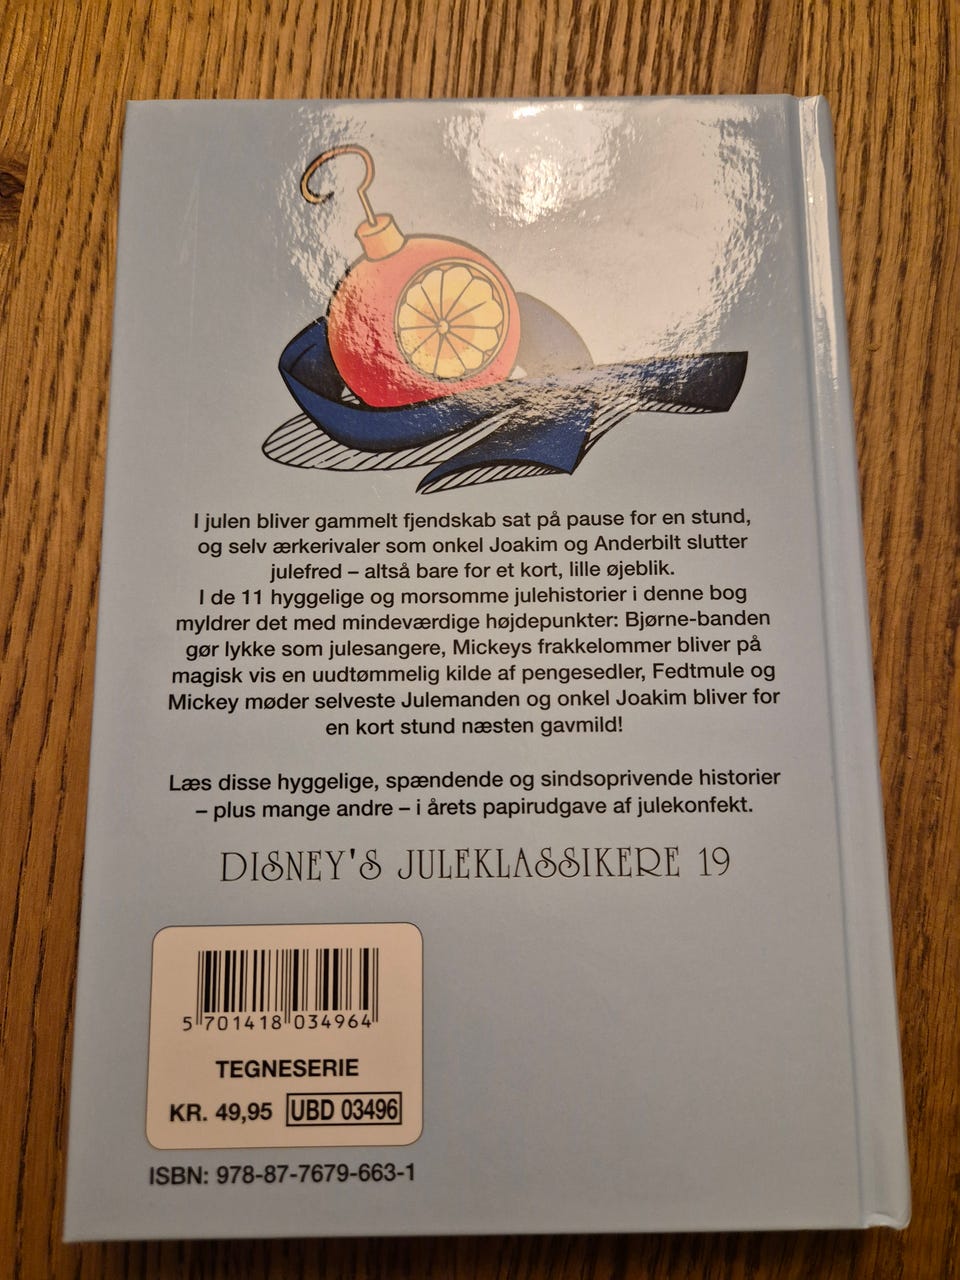 I julen bliver gammelt fjendskab sat på pause for en stund,
og selv ærkerivaler som onkel Joakim og Anderbilt slutter
julefred – altså bare for et kort, lille øjeblik.
I de 11 hyggelige og morsomme julehistorier i denne bog
myldrer det med mindeværdige højdepunkter: Bjørne-banden
gør lykke som julesangere, Mickeys frakkelommer bliver på
magisk vis en uudtømmelig kilde af pengesedler, Fedtmule og
Mickey møder selveste Julemanden og onkel Joakim bliver for
en kort stund næsten gavmild!
Læs disse hyggelige, spændende og sindsoprivende historier
– plus mange andre – i årets papirudgave af julekonfekt.
DISNEY'S JULEKLASSIKERE 19
5 701418 034964
TEGNESERIE
KR. 49,95 UBD 03496
ISBN: 978-87-7679-663-1